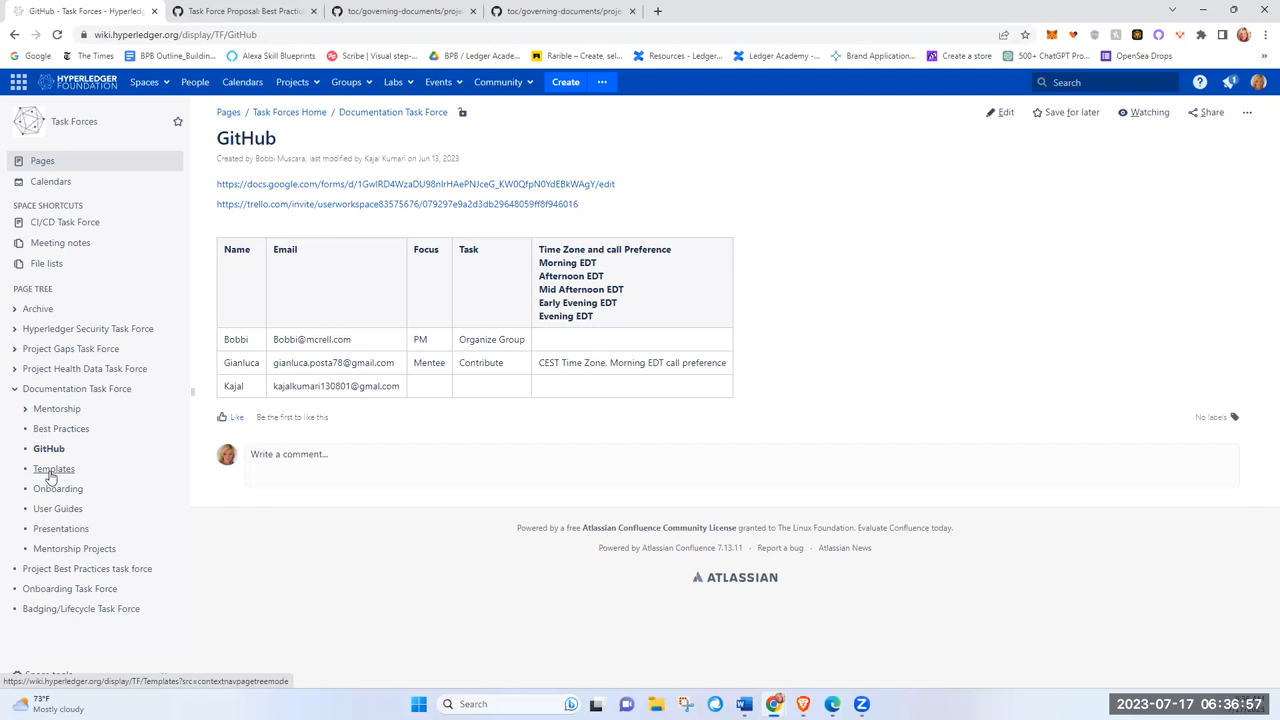 GitHub - Task Forces - Hyperled
Task Force Proposal: Best Practic
toc/governing-documents/proje
toc/governing-documents/proje
wiki.hyperledger.org/display/TF/GitHub
Google
The Times
BPB Outline_Building...
Alexa Skill Blueprints
Scribe | Visual step-...
BPB / Ledger Acade...
Rarible – Create, sel...
Resources - Ledger...
Ledger Academy -...
Brand Application...
Create a store
500+ ChatGPT Pro...
OpenSea Drops
HYPERLEDGER FOUNDATION
Spaces
People
Calendars
Projects
Groups
Labs
Events
Community
Create
Search
1
Task Forces
Pages
Calendars
SPACE SHORTCUTS
CI/CD Task Force
Meeting notes
File lists
PAGE TREE
Archive
Hyperledger Security Task Force
Project Gaps Task Force
Project Health Data Task Force
Documentation Task Force
Mentorship
Best Practices
GitHub
Templates
Onboarding
User Guides
Presentations
Mentorship Projects
Project Best Practices task force
Onboarding Task Force
Badging/Lifecycle Task Force
Pages / Task Forces Home / Documentation Task Force
Edit
Save for later
Watching
Share
GitHub
Created by Bobbi Muscara, last modified by Kajal Kumari on Jun 13, 2023
https://trello.com/invite/userworkspace83575676/079297e9a2d3db29648059ff8f946016
Name
Email
Focus
Task
Time Zone and call Preference
Morning EDT
Afternoon EDT
Mid Afternoon EDT
Early Evening EDT
Evening EDT
Bobbi
Bobbi@mcrell.com
PM
Organize Group
Gianluca
gianluca.posta78@gmail.com
Mentee
Contribute
CEST Time Zone, Morning EDT call preference
Kajal
kajalkumari130801@gmal.com
Like
Be the first to like this
No labels
Write a comment...
Powered by a free Atlassian Confluence Community License granted to The Linux Foundation. Evaluate Confluence today.
Powered by Atlassian Confluence 7.13.11 · Report a bug · Atlassian News
ATLASSIAN
https://wiki.hyperledger.org/display/TF/Templates?src=contextnavpagetreemode
73°F
Mostly cloudy
Search
2023-07-17 06:36:57